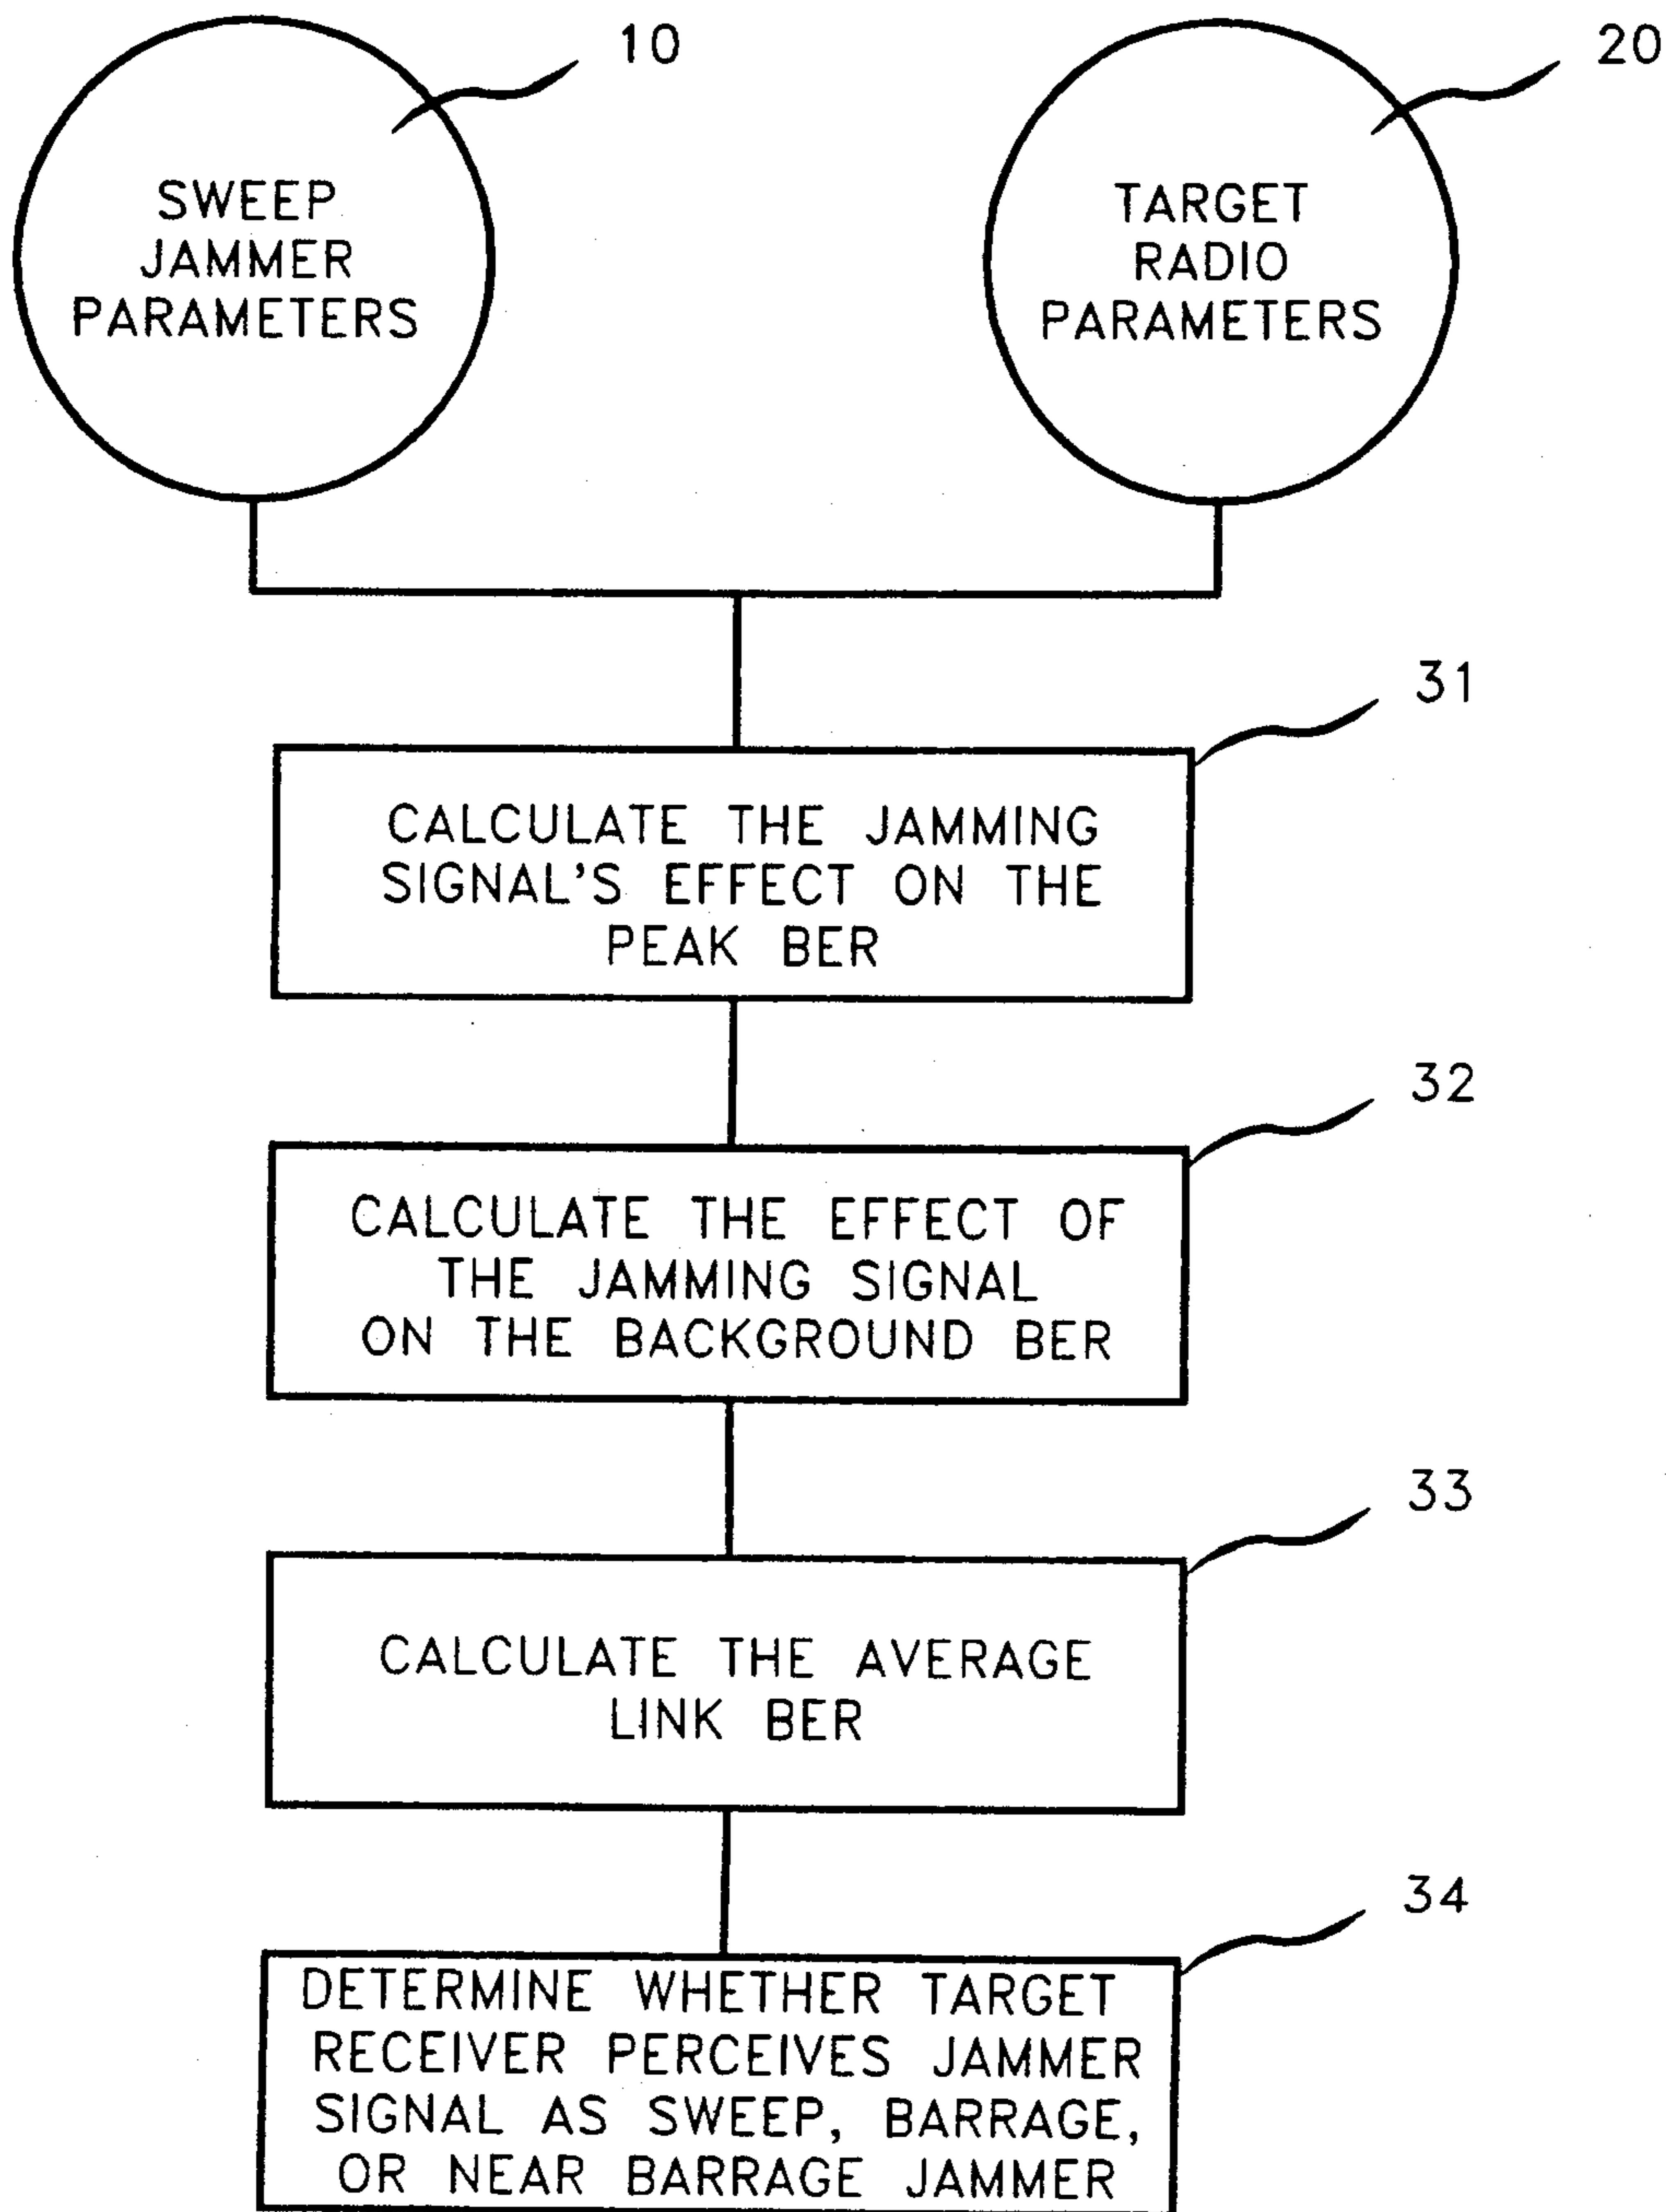 10
20
SWEEP
JAMMER
PARAMETERS
TARGET
RADIO
PARAMETERS
31
CALCULATE THE JAMMING
SIGNAL'S EFFECT ON THE
PEAK BER
32
CALCULATE THE EFFECT OF
THE JAMMING SIGNAL
ON THE BACKGROUND BER
33
CALCULATE THE AVERAGE
LINK BER
34
DETERMINE WHETHER TARGET
RECEIVER PERCEIVES JAMMER
SIGNAL AS SWEEP, BARRAGE,
OR NEAR BARRAGE JAMMER